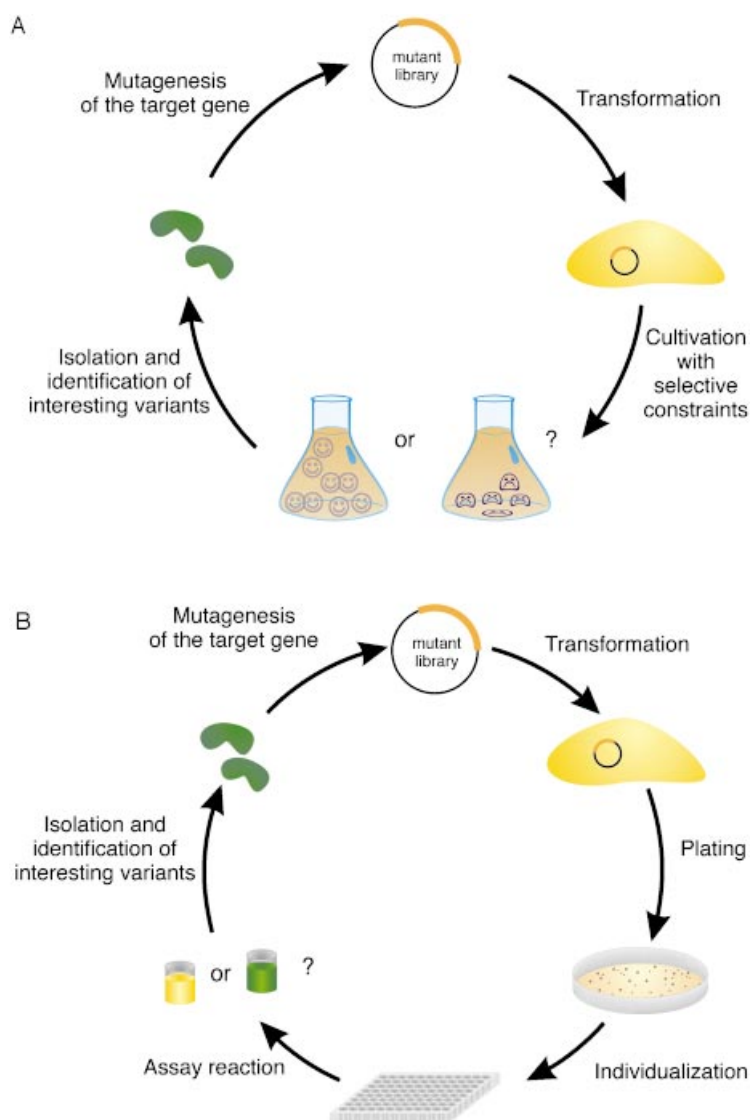 A
Mutagenesis
of the target gene
mutant
library
Transformation
Cultivation
with
selective
constraints
or
?
Isolation and
identification of
interesting variants
B
Mutagenesis
of the target gene
mutant
library
Transformation
Plating
Individualization
Assay reaction
or
?
Isolation and
identification of
interesting variants